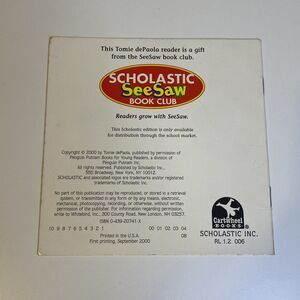 This Tomie dePaola reader is a gift
from the SeeSaw book club.
SCHOLASTIC
SeeSaw
BOOK CLUB
Readers grow with SeeSaw.
This Scholastic edition is only available
for distribution through the school market.
Copyright © 2000 by Tomie dePaola, published by permission of
Penguin Putnam Books for Young Readers, a division of
Penguin Putnam Inc.
All rights reserved. Published by Scholastic Inc.,
555 Broadway, New York, NY 10012.
SCHOLASTIC and associated logos are trademarks and/or registered
trademarks of Scholastic Inc.
No part of this publication may be reproduced, or stored in a retrieval
system, or transmitted in any form or by any means, electronic,
mechanical, photocopying, recording, or otherwise, without written
permission of the publisher. For information regarding permission,
write to Whitebird, Inc., 300 County Road, New London, NH 03257.
ISBN 0-439-20741-X
10 9 8 7 6 5 4 3 2 1 00 01 02 03 04
Printed in the U.S.A. 08
First printing, September 2000
Cartwheel
BOOKS
SCHOLASTIC INC.
RL 1.2 006